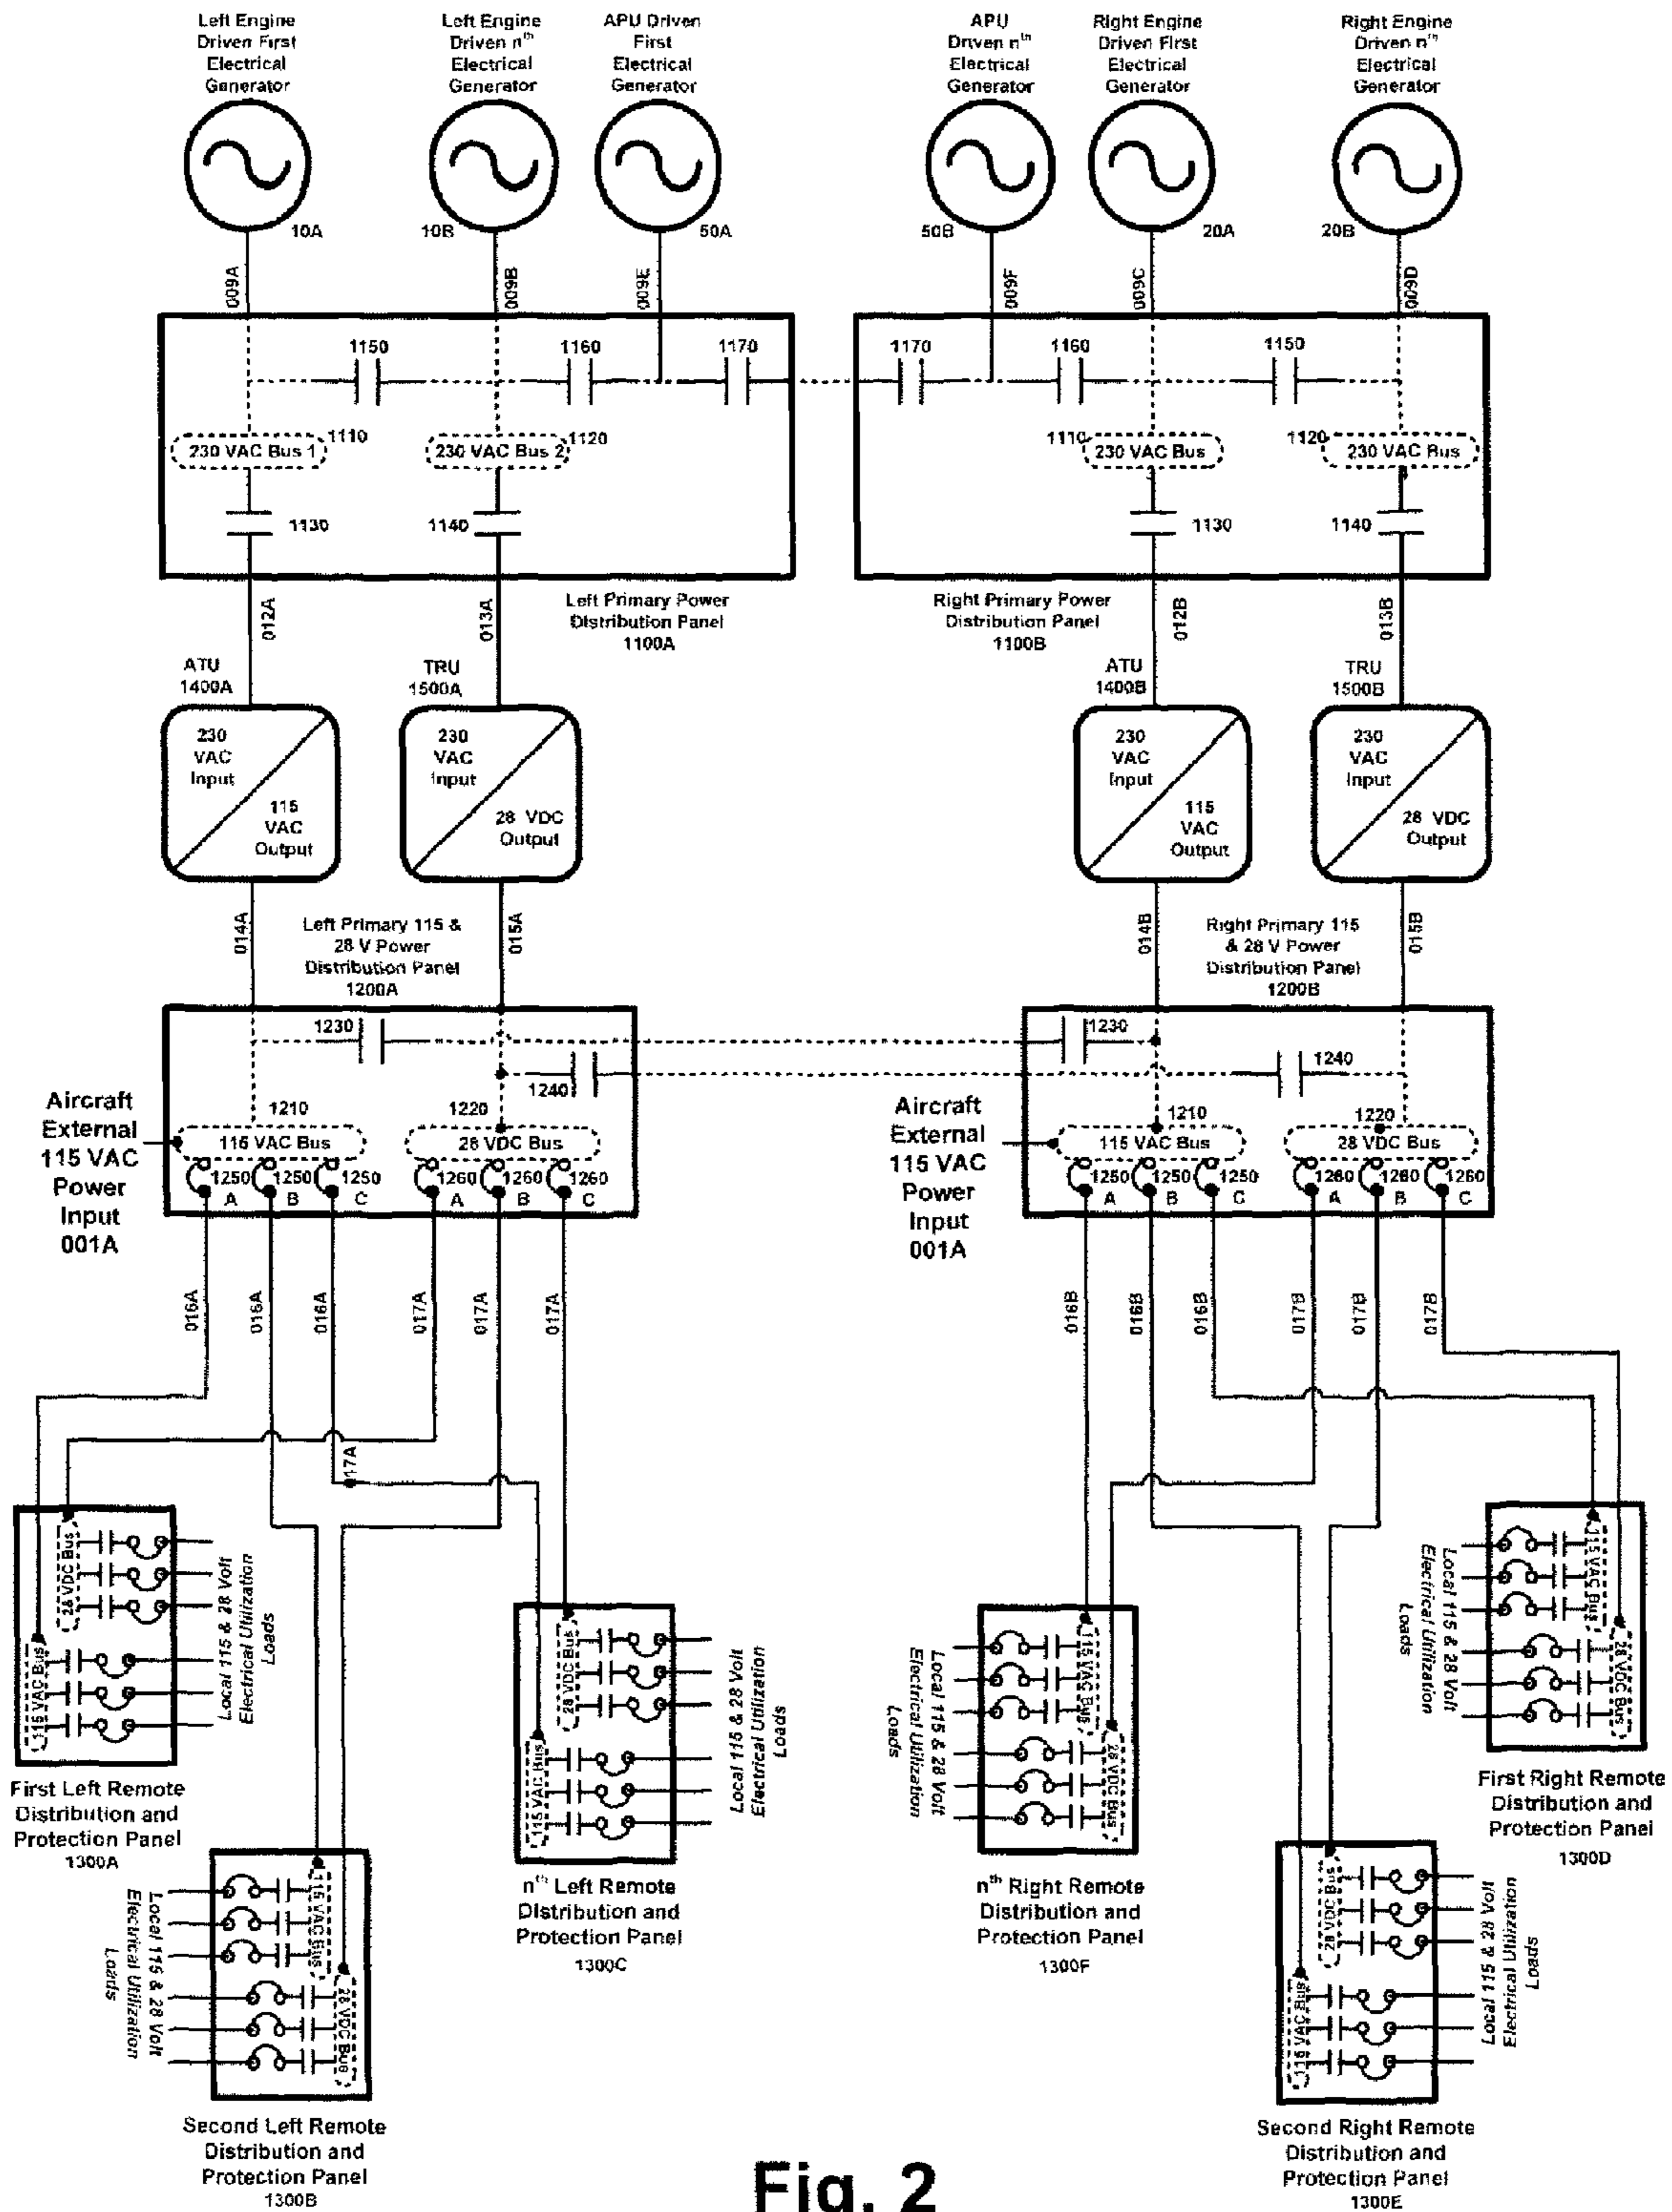 Left Engine
Driven First
Electrical
Generator
Left Engine
Driven nth
Electrical
Generator
APU Driven
First
Electrical
Generator
APU
Driven nth
Electrical
Generator
Right Engine
Driven First
Electrical
Generator
Right Engine
Driven nth
Electrical
Generator
10A
10B
50A
50B
20A
20B
009A
009B
009E
009F
009C
009D
1150
1160
1170
1170
1160
1150
230 VAC Bus 1
1110
230 VAC Bus 2
1120
1110
230 VAC Bus
1120
230 VAC Bus
1130
1140
1130
1140
Left Primary Power
Distribution Panel
1100A
Right Primary Power
Distribution Panel
1100B
012A
013A
012B
013B
ATU
1400A
TRU
1500A
ATU
1400B
TRU
1500B
230
VAC
Input
115
VAC
Output
230
VAC
Input
28 VDC
Output
230
VAC
Input
115
VAC
Output
230
VAC
Input
28 VDC
Output
014A
Left Primary 115 &
28 V Power
Distribution Panel
1200A
015A
014B
Right Primary 115
& 28 V Power
Distribution Panel
1200B
015B
1230
1240
1230
1240
Aircraft
External
115 VAC
Power
Input
001A
1210
115 VAC Bus
1220
28 VDC Bus
1250
A
1250
B
1250
C
1260
A
1260
B
1260
C
Aircraft
External
115 VAC
Power
Input
001A
1210
115 VAC Bus
1220
28 VDC Bus
1250
A
1250
B
1250
C
1260
A
1260
B
1260
C
016A
016A
016A
017A
017A
017A
016B
016B
016B
017B
017B
017B
17A
28 VDC Bus
115 VAC Bus
Local 115 & 28 Volt
Electrical Utilization
Loads
First Left Remote
Distribution and
Protection Panel
1300A
115 VAC Bus
28 VDC Bus
Local 115 & 28 Volt
Electrical Utilization
Loads
Second Left Remote
Distribution and
Protection Panel
1300B
28 VDC Bus
115 VAC Bus
Local 115 & 28 Volt
Electrical Utilization
Loads
nth Left Remote
Distribution and
Protection Panel
1300C
115 VAC Bus
28 VDC Bus
Local 115 & 28 Volt
Electrical Utilization
Loads
nth Right Remote
Distribution and
Protection Panel
1300F
115 VAC Bus
28 VDC Bus
Local 115 & 28 Volt
Electrical Utilization
Loads
First Right Remote
Distribution and
Protection Panel
1300D
28 VDC Bus
115 VAC Bus
Local 115 & 28 Volt
Electrical Utilization
Loads
Second Right Remote
Distribution and
Protection Panel
1300E
Fig. 2